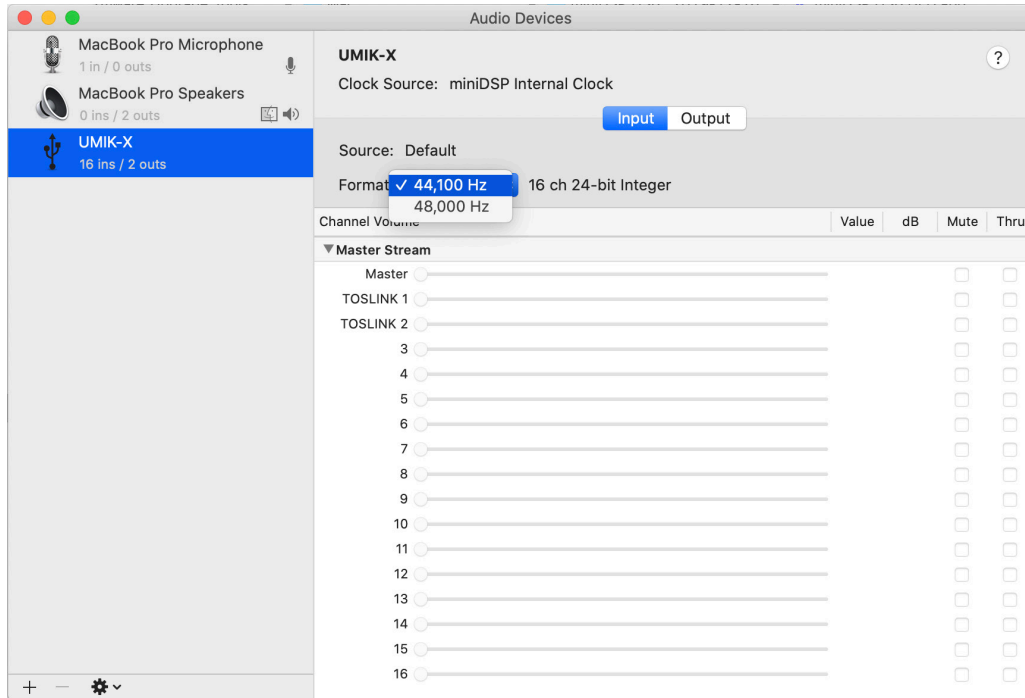 Audio Devices
MacBook Pro Microphone
1 in / 0 outs
MacBook Pro Speakers
0 ins / 2 outs
UMIK-X
16 ins / 2 outs
UMIK-X
?
Clock Source: miniDSP Internal Clock
Input Output
Source: Default
Format ✓ 44,100 Hz 16 ch 24-bit Integer
48,000 Hz
Channel Volume Value dB Mute Thru
▼Master Stream
Master
TOSLINK 1
TOSLINK 2
3
4
5
6
7
8
9
10
11
12
13
14
15
16